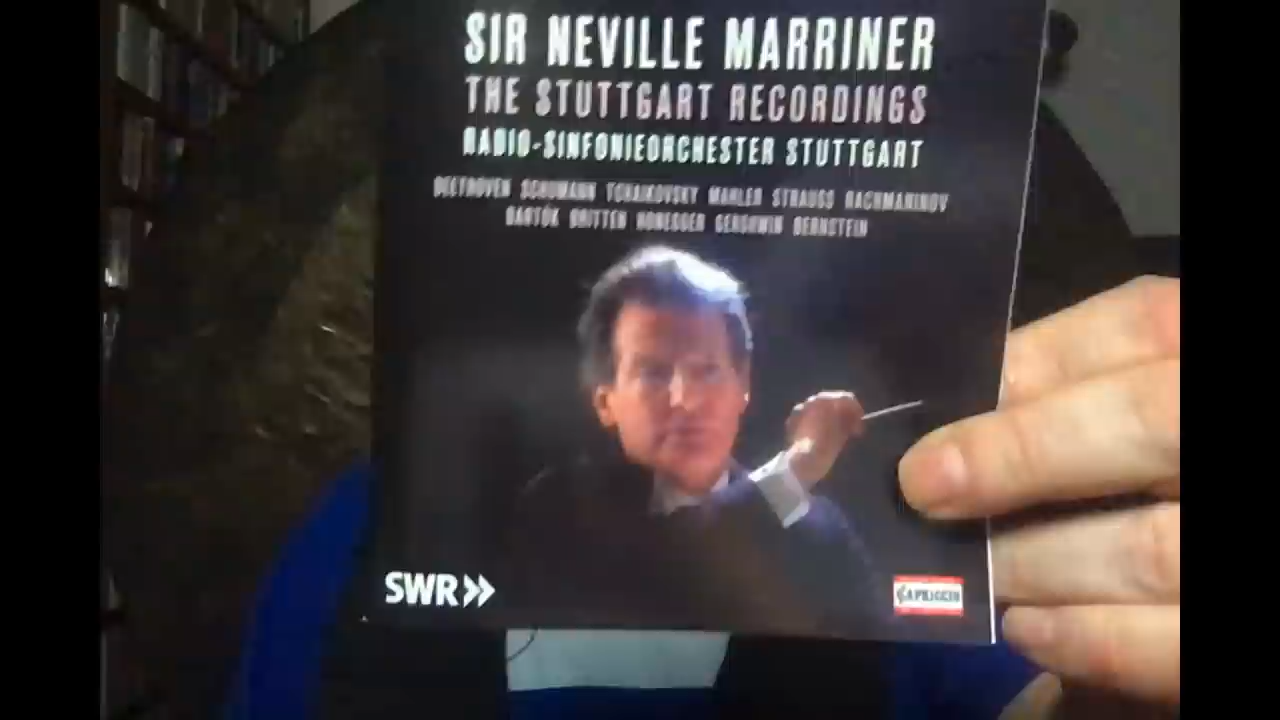 SIR NEVILLE MARRINER
THE STUTTGART RECORDINGS
RADIO-SINFONIEORCHESTER STUTTGART
BEETHOVEN SCHUMANN TCHAIKOVSKY MAHLER STRAUSS RACHMANINOV
BARTÓK BRITTEN HONEGGER GERSHWIN BERNSTEIN
SWR
CAPRICCIO